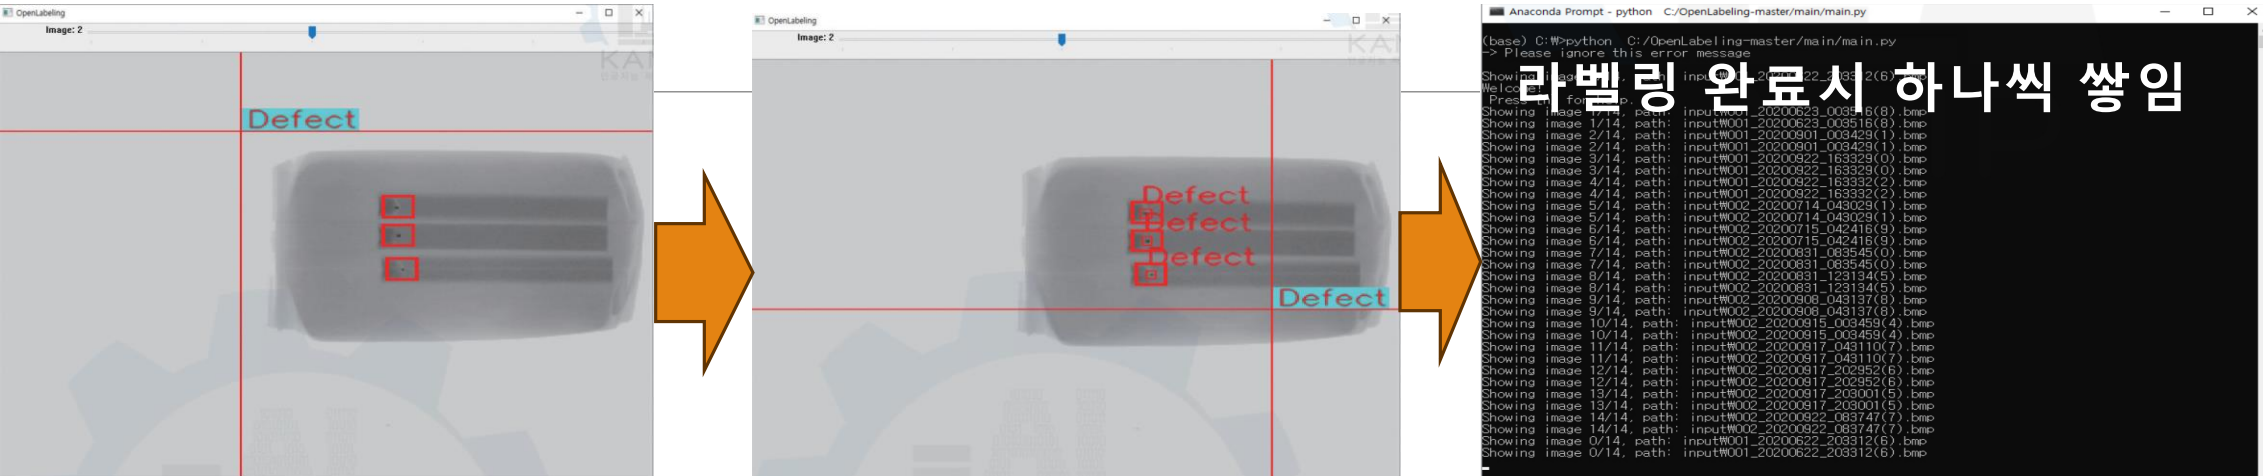 OpenLabeling
Image: 2
Defect
OpenLabeling
Image: 2
Defect
Defect
Defect
Defect
Anaconda Prompt - python C:/OpenLabeling-master/main/main.py
(base) C:₩>python C:/OpenLabeling-master/main/main.py
-> Please ignore this error message
라벨링 완료시 하나씩 쌓임
Showing image 0/14, path: input₩001_20200622_203312(6).bmp
Welcome!
Press [h] for help.
Showing image 1/14, path: input₩001_20200623_003516(8).bmp
Showing image 1/14, path: input₩001_20200623_003516(8).bmp
Showing image 2/14, path: input₩001_20200901_003429(1).bmp
Showing image 2/14, path: input₩001_20200901_003429(1).bmp
Showing image 3/14, path: input₩001_20200922_163329(0).bmp
Showing image 3/14, path: input₩001_20200922_163329(0).bmp
Showing image 4/14, path: input₩001_20200922_163332(2).bmp
Showing image 4/14, path: input₩001_20200922_163332(2).bmp
Showing image 5/14, path: input₩002_20200714_043029(1).bmp
Showing image 5/14, path: input₩002_20200714_043029(1).bmp
Showing image 6/14, path: input₩002_20200715_042416(9).bmp
Showing image 6/14, path: input₩002_20200715_042416(9).bmp
Showing image 7/14, path: input₩002_20200831_083545(0).bmp
Showing image 7/14, path: input₩002_20200831_083545(0).bmp
Showing image 8/14, path: input₩002_20200831_123134(5).bmp
Showing image 8/14, path: input₩002_20200831_123134(5).bmp
Showing image 9/14, path: input₩002_20200908_043137(8).bmp
Showing image 9/14, path: input₩002_20200908_043137(8).bmp
Showing image 10/14, path: input₩002_20200915_003459(4).bmp
Showing image 10/14, path: input₩002_20200915_003459(4).bmp
Showing image 11/14, path: input₩002_20200917_043110(7).bmp
Showing image 11/14, path: input₩002_20200917_043110(7).bmp
Showing image 12/14, path: input₩002_20200917_202952(6).bmp
Showing image 12/14, path: input₩002_20200917_202952(6).bmp
Showing image 13/14, path: input₩002_20200917_203001(5).bmp
Showing image 13/14, path: input₩002_20200917_203001(5).bmp
Showing image 14/14, path: input₩002_20200922_083747(7).bmp
Showing image 14/14, path: input₩002_20200922_083747(7).bmp
Showing image 0/14, path: input₩001_20200622_203312(6).bmp
Showing image 0/14, path: input₩001_20200622_203312(6).bmp